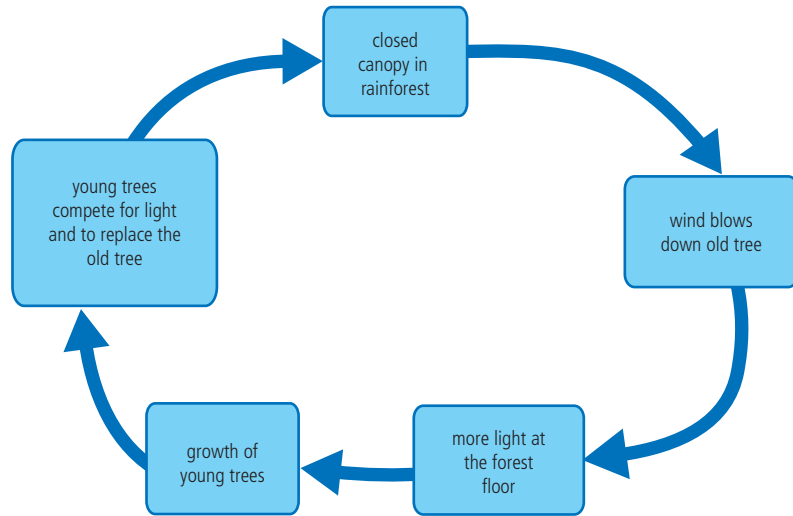 closed
canopy in
rainforest
wind blows
down old tree
more light at
the forest
floor
growth of
young trees
young trees
compete for light
and to replace the
old tree